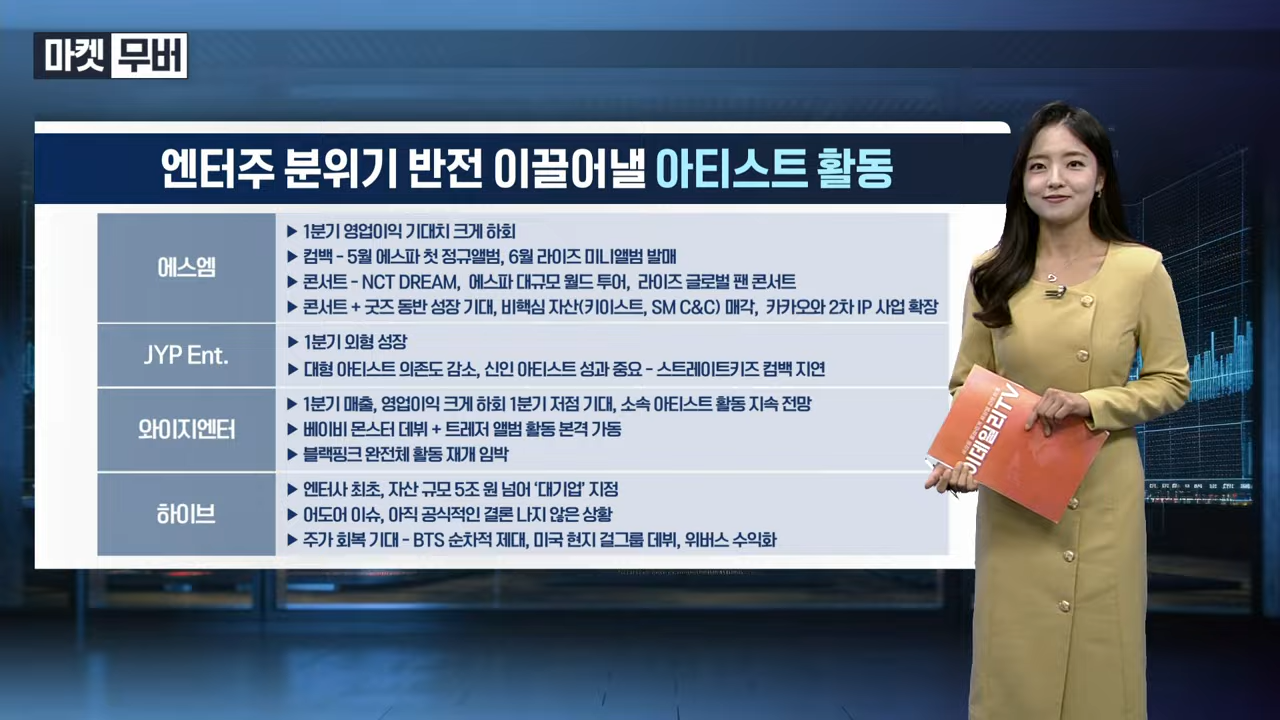 마켓무버
엔터주 분위기 반전 이끌어낼 아티스트 활동
에스엠
▶ 1분기 영업이익 기대치 크게 하회
▶ 컴백 - 5월 에스파 첫 정규앨범, 6월 라이즈 미니앨범 발매
▶ 콘서트 - NCT DREAM, 에스파 대규모 월드 투어, 라이즈 글로벌 팬 콘서트
▶ 콘서트 + 굿즈 동반 성장 기대, 비핵심 자산(키이스트, SM C&C) 매각, 카카오와 2차 IP 사업 확장
JYP Ent.
▶ 1분기 외형 성장
▶ 대형 아티스트 의존도 감소, 신인 아티스트 성과 중요 - 스트레이트키즈 컴백 지연
와이지엔터
▶ 1분기 매출, 영업이익 크게 하회 1분기 저점 기대, 소속 아티스트 활동 지속 전망
▶ 베이비 몬스터 데뷔 + 트레저 앨범 활동 본격 가동
▶ 블랙핑크 완전체 활동 재개 임박
하이브
▶ 엔터사 최초, 자산 규모 5조 원 넘어 ‘대기업’ 지정
▶ 어도어 이슈, 아직 공식적인 결론 나지 않은 상황
▶ 주가 회복 기대 - BTS 순차적 제대, 미국 현지 걸그룹 데뷔, 위버스 수익화
이데일리TV